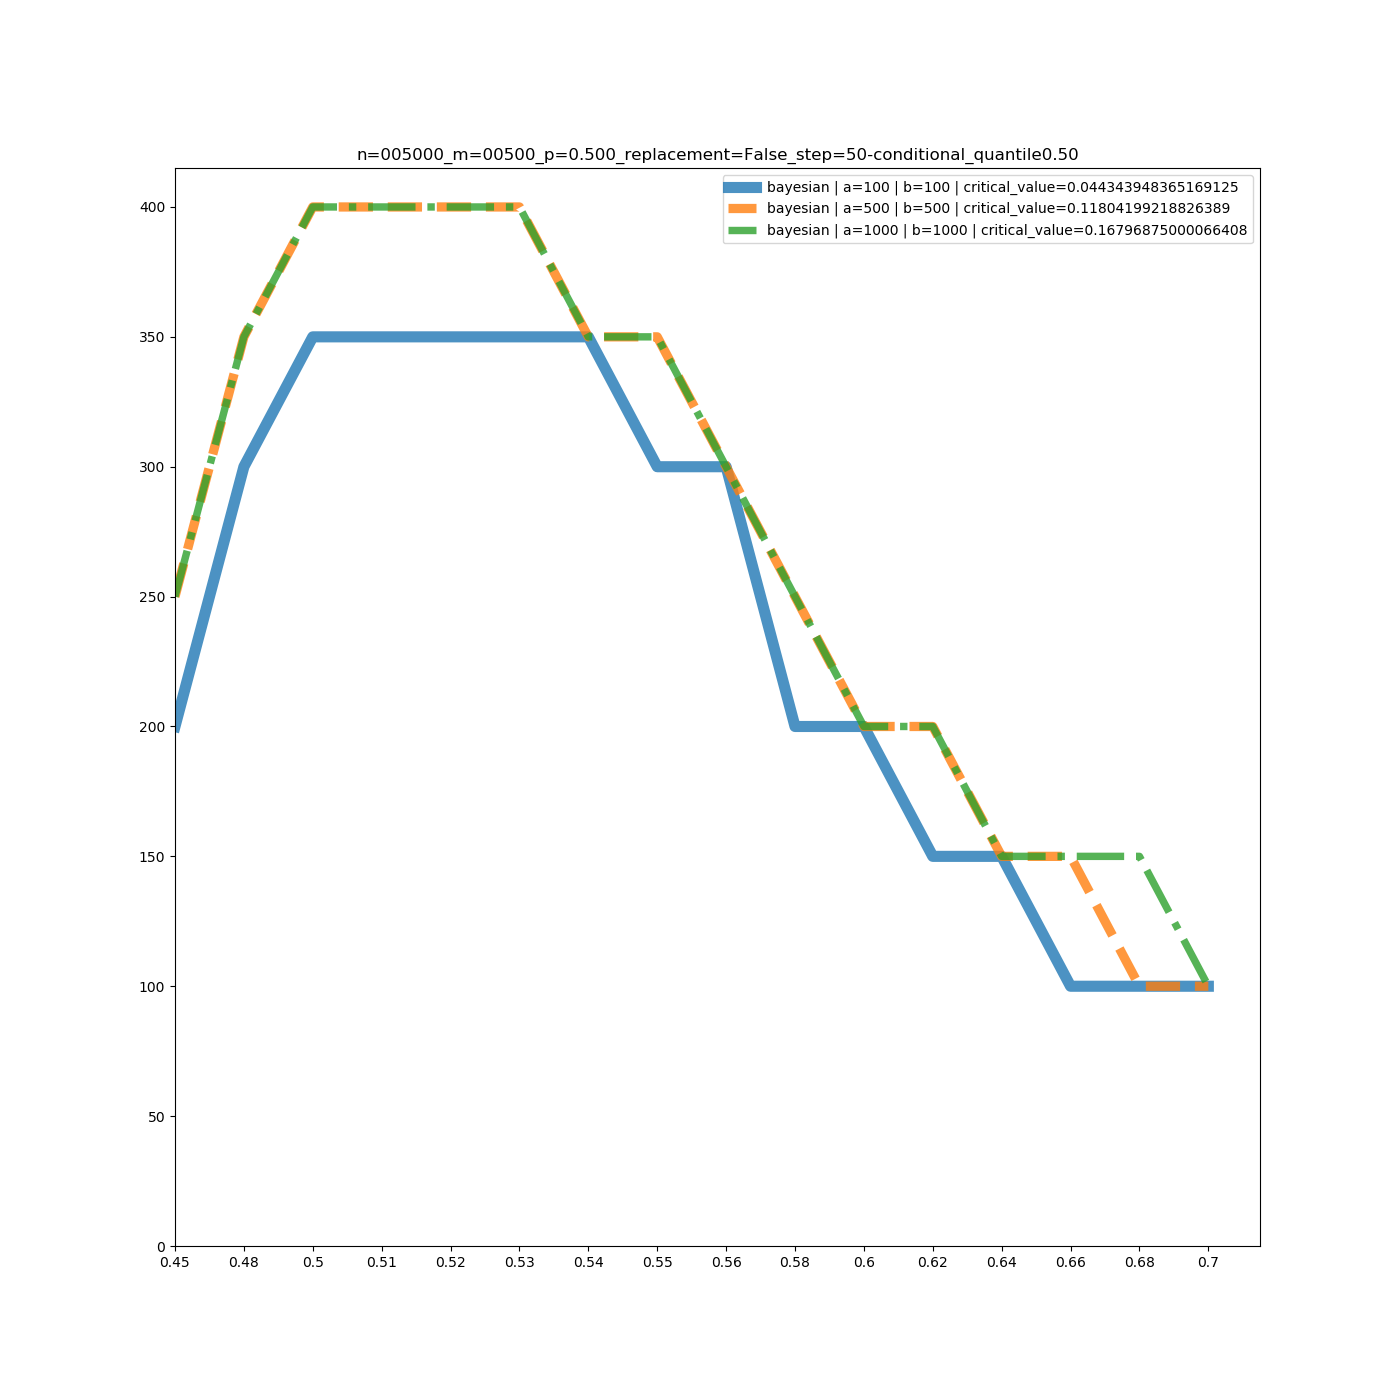 n=005000_m=00500_p=0.500_replacement=False_step=50-conditional_quantile0.50
bayesian | a=100 | b=100 | critical_value=0.044343948365169125
bayesian | a=500 | b=500 | critical_value=0.11804199218826389
bayesian | a=1000 | b=1000 | critical_value=0.16796875000066408
400
350
300
250
200
150
100
50
0
0.45 0.48 0.5 0.51 0.52 0.53 0.54 0.55 0.56 0.58 0.6 0.62 0.64 0.66 0.68 0.7